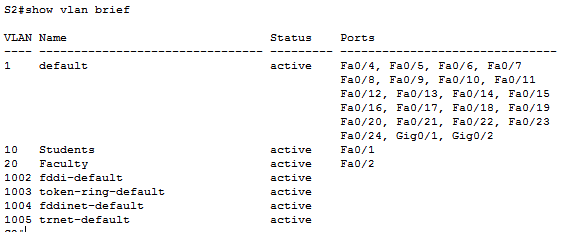 S2#show vlan brief
VLAN Name                             Status    Ports
---- -------------------------------- --------- -------------------------------
1    default                          active    Fa0/4, Fa0/5, Fa0/6, Fa0/7
                                                Fa0/8, Fa0/9, Fa0/10, Fa0/11
                                                Fa0/12, Fa0/13, Fa0/14, Fa0/15
                                                Fa0/16, Fa0/17, Fa0/18, Fa0/19
                                                Fa0/20, Fa0/21, Fa0/22, Fa0/23
                                                Fa0/24, Gig0/1, Gig0/2
10   Students                         active    Fa0/1
20   Faculty                          active    Fa0/2
1002 fddi-default                     active
1003 token-ring-default               active
1004 fddinet-default                  active
1005 trnet-default                    active